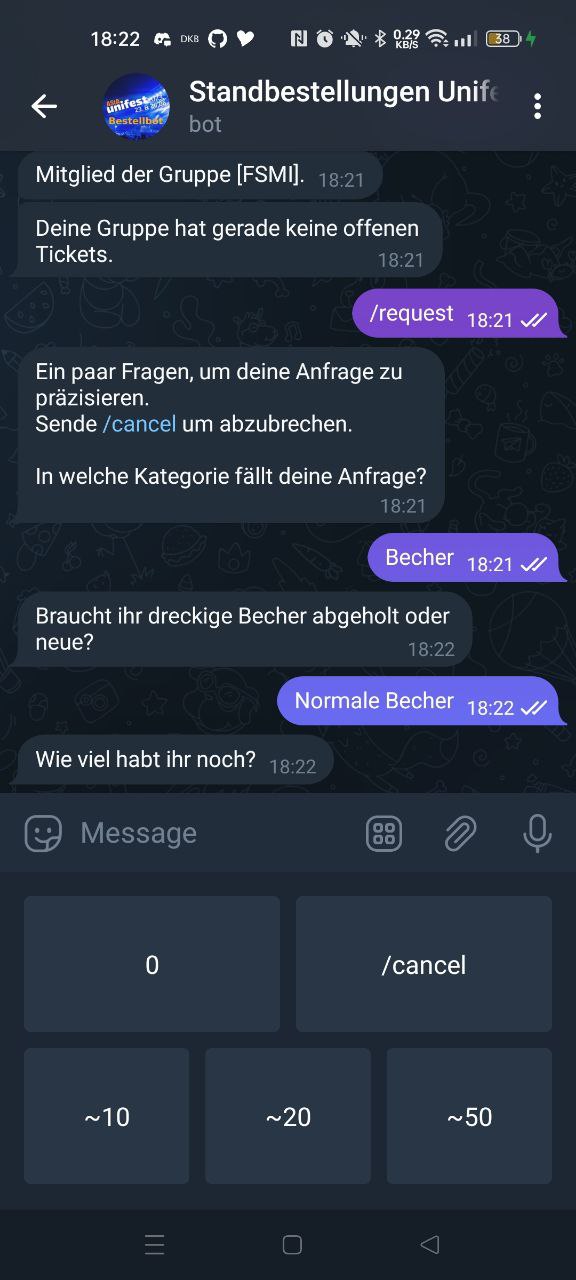 18:22 DKB 0.29 KB/S 38
Standbestellungen Unife
bot
unifest
Bestellbot
Mitglied der Gruppe [FSMI]. 18:21
Deine Gruppe hat gerade keine offenen
Tickets. 18:21
/request 18:21
Ein paar Fragen, um deine Anfrage zu
präzisieren.
Sende /cancel um abzubrechen.
In welche Kategorie fällt deine Anfrage?
18:21
Becher 18:21
Braucht ihr dreckige Becher abgeholt oder
neue? 18:22
Normale Becher 18:22
Wie viel habt ihr noch? 18:22
Message
0 /cancel
~10 ~20 ~50